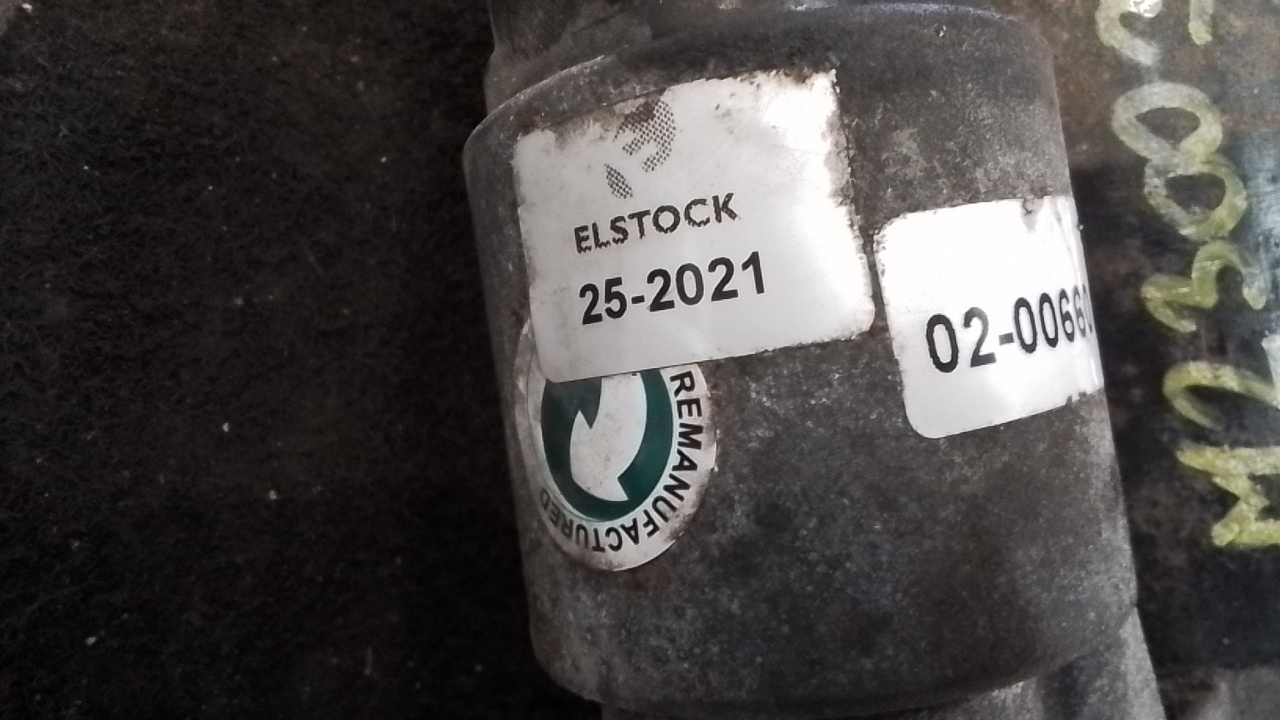 ELSTOCK
25-2021
02-0066
REMANUFACTURED